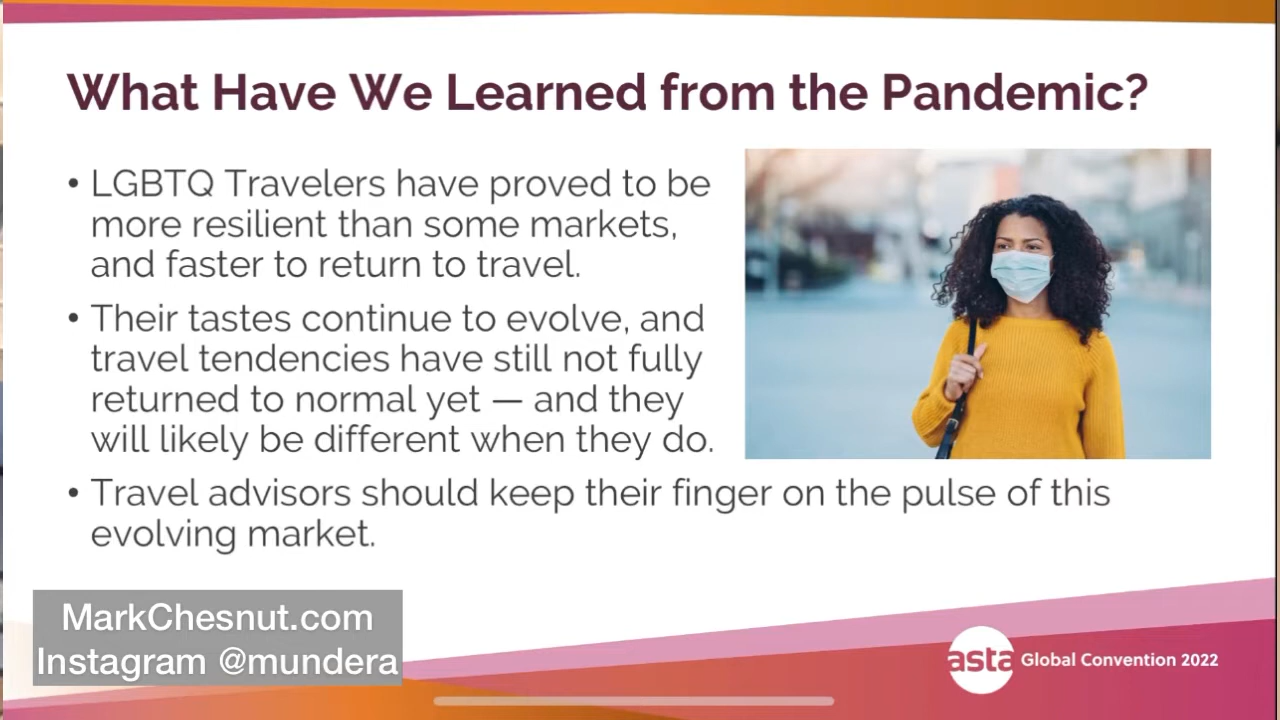 What Have We Learned from the Pandemic?
• LGBTQ Travelers have proved to be
more resilient than some markets,
and faster to return to travel.
• Their tastes continue to evolve, and
travel tendencies have still not fully
returned to normal yet — and they
will likely be different when they do.
• Travel advisors should keep their finger on the pulse of this
evolving market.
MarkChesnut.com
Instagram @mundera
asta Global Convention 2022